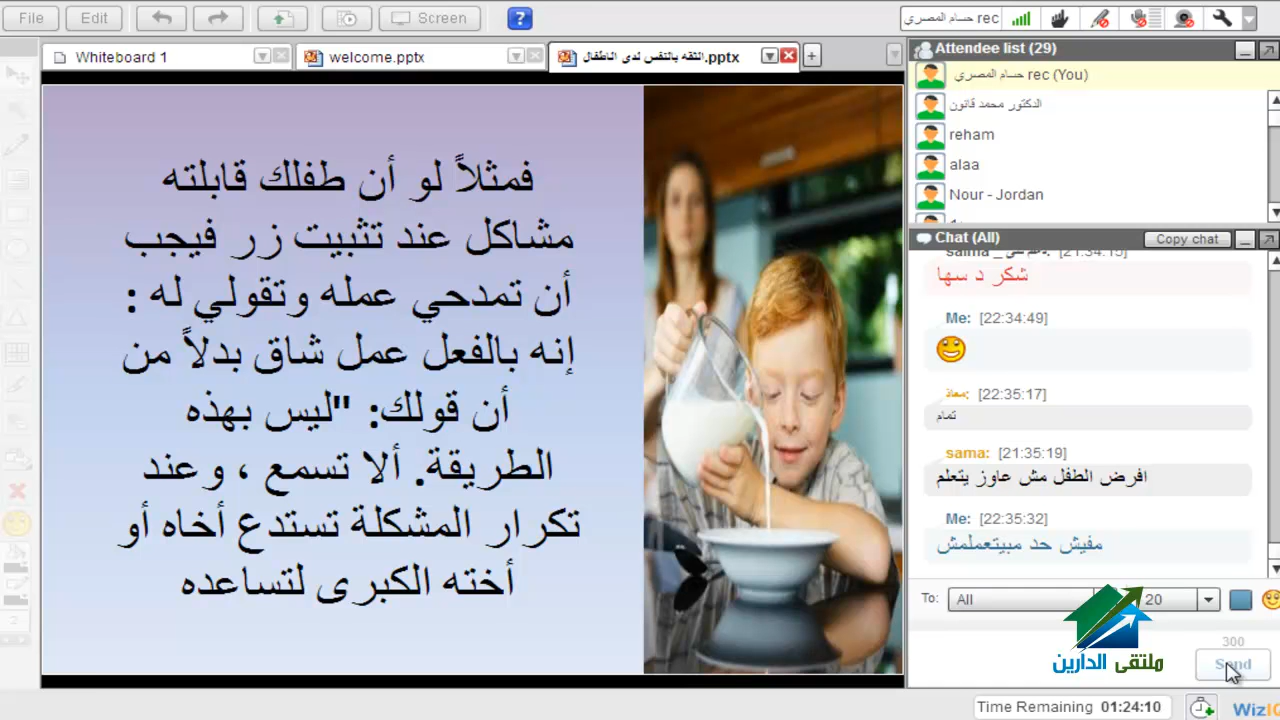 File
Edit
Screen
حسام المصري rec
Whiteboard 1
welcome.pptx
الثقه بالنفس لدى الاطفال.pptx
فمثلاً لو أن طفلك قابلته
مشاكل عند تثبيت زر فيجب
أن تمدحي عمله وتقولي له :
إنه بالفعل عمل شاق بدلاً من
أن قولك: "ليس بهذه
الطريقة. ألا تسمع ، وعند
تكرار المشكلة تستدع أخاه أو
أخته الكبرى لتساعده
Attendee list (29)
حسام المصري rec (You)
الدكتور محمد قانون
reham
alaa
Nour - Jordan
Chat (All)
Copy chat
شكر د سها
Me: [22:34:49]
معاذ: [22:35:17]
تمام
sama: [21:35:19]
افرض الطفل مش عاوز يتعلم
Me: [22:35:32]
مفيش حد مبيتعملمش
To:
All
20
300
Send
ملتقى الدارين
Time Remaining 01:24:10